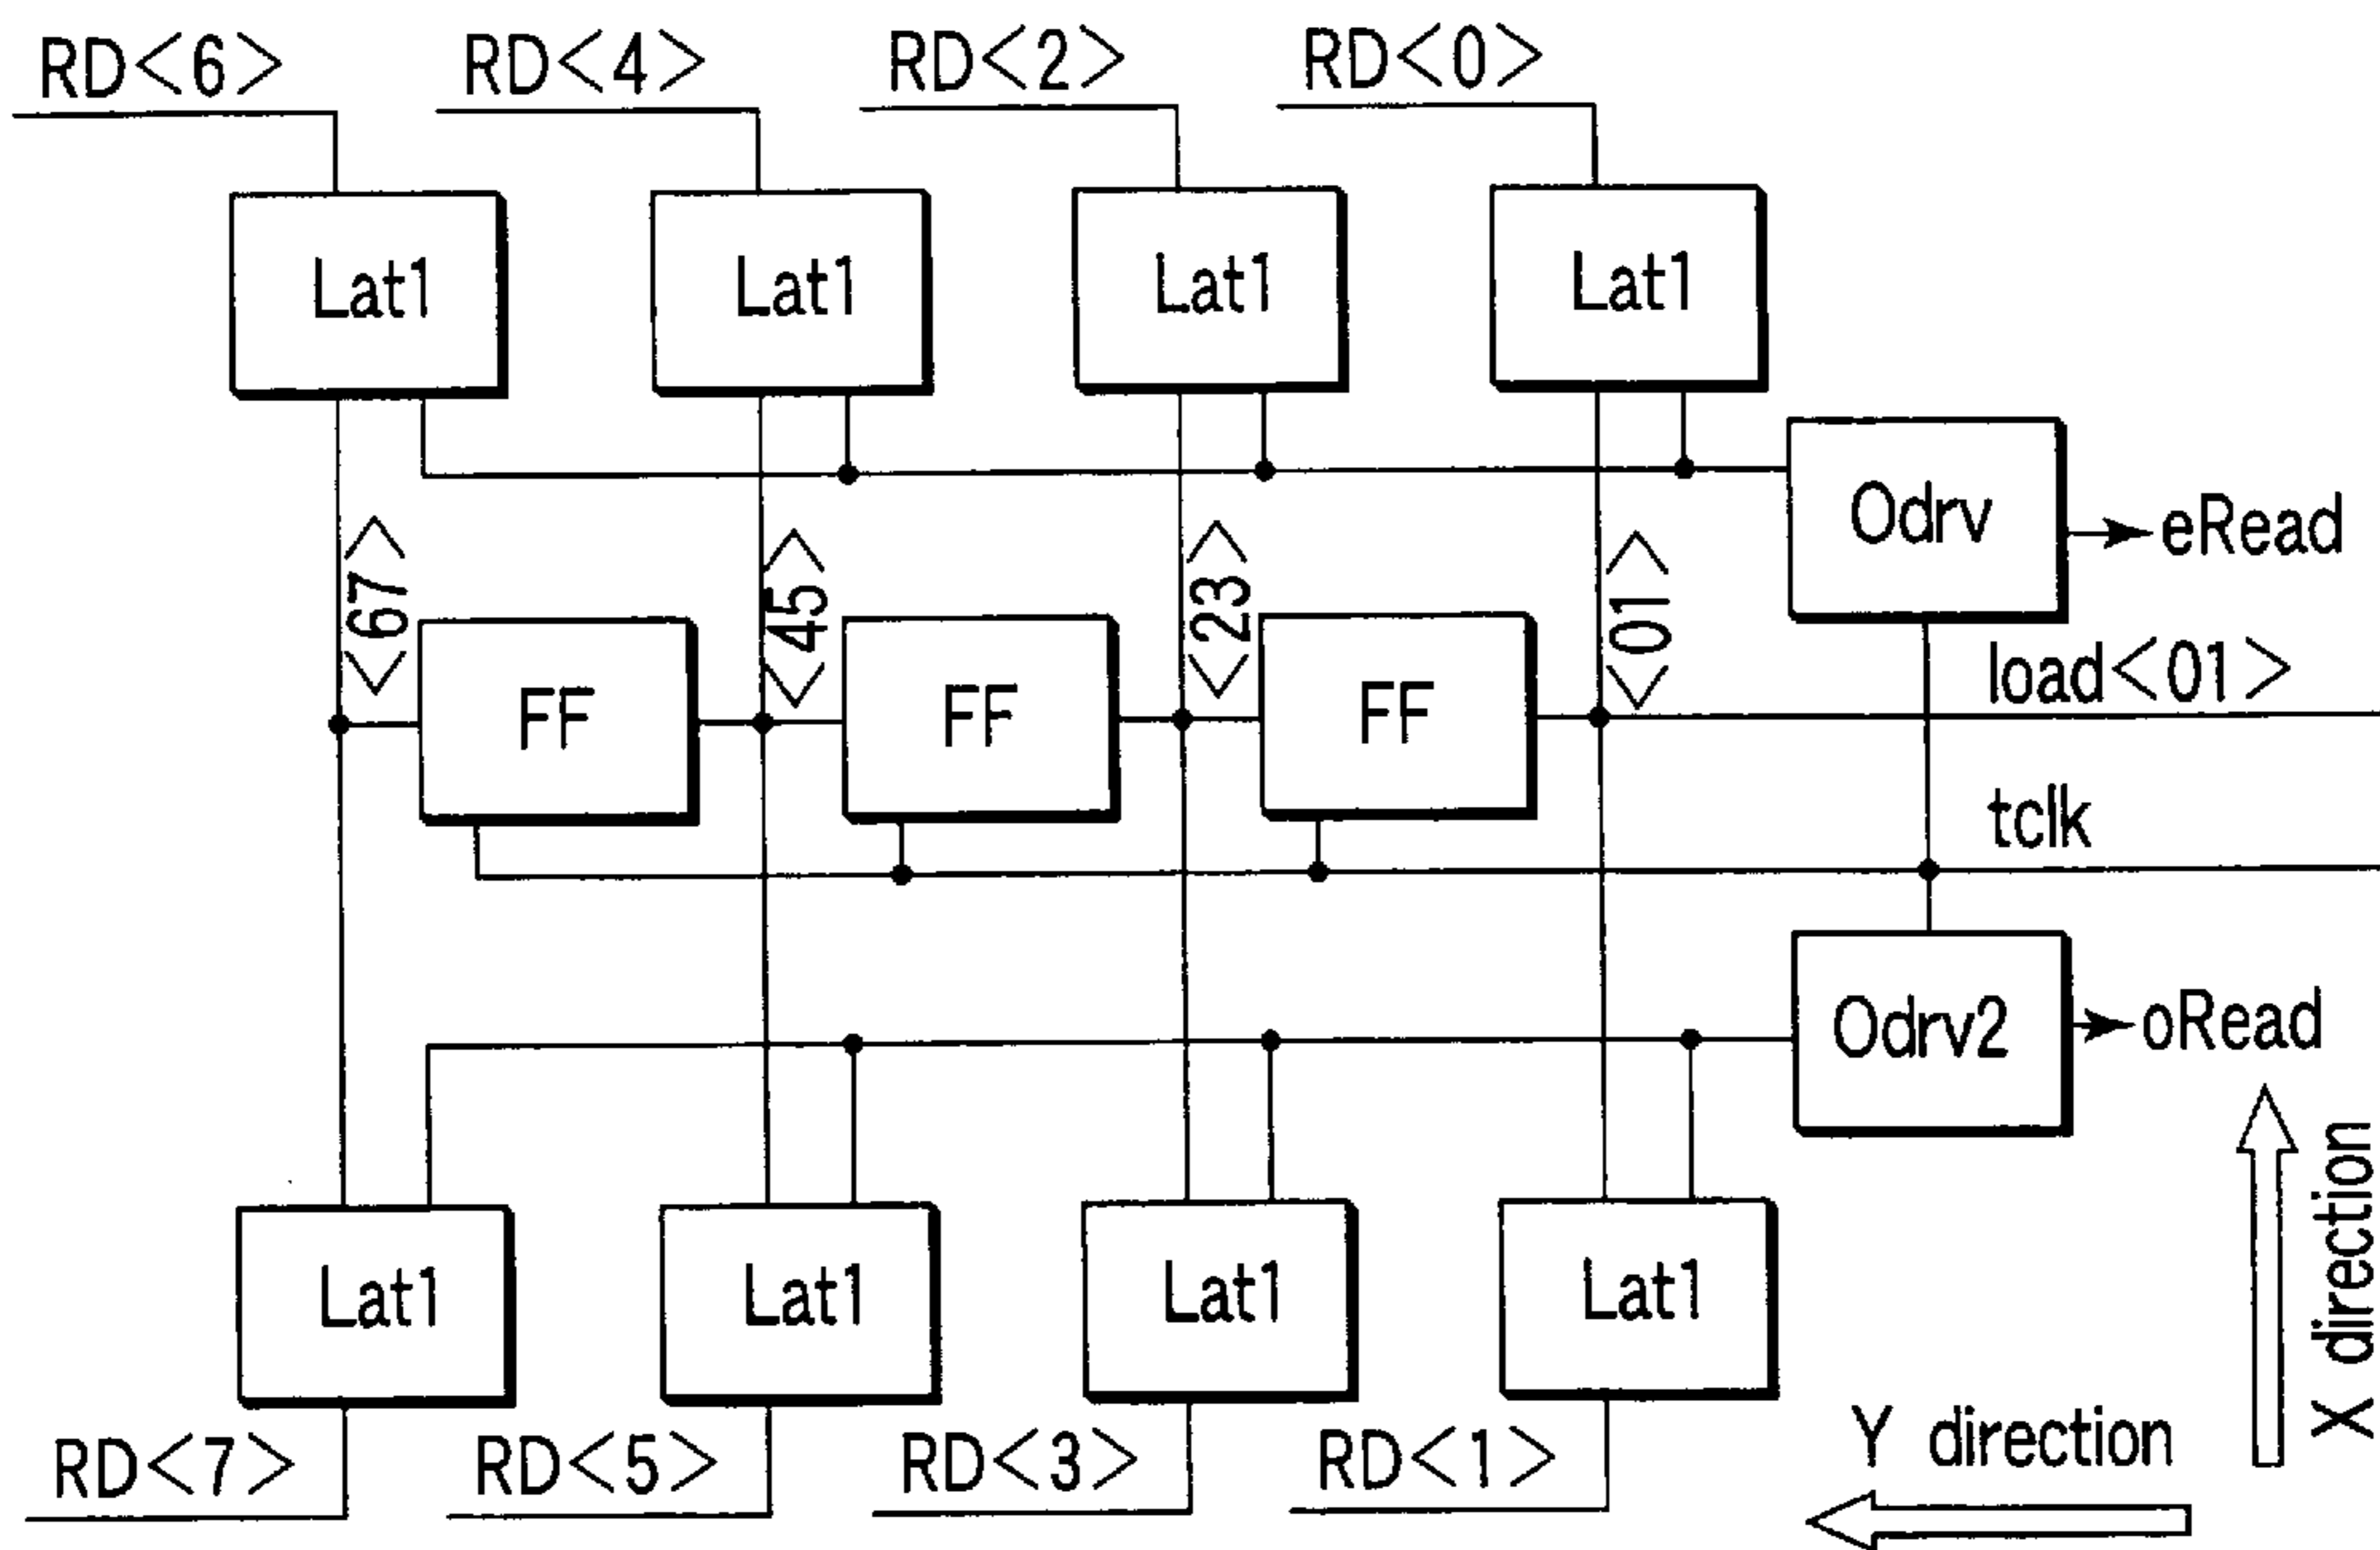 RD<6>
RD<4>
RD<2>
RD<0>
Lat1
Lat1
Lat1
Lat1
Odrv
eRead
<67>
<45>
<23>
<01>
load<01>
FF
FF
FF
tclk
Odrv2
oRead
Lat1
Lat1
Lat1
Lat1
X direction
Y direction
RD<7>
RD<5>
RD<3>
RD<1>